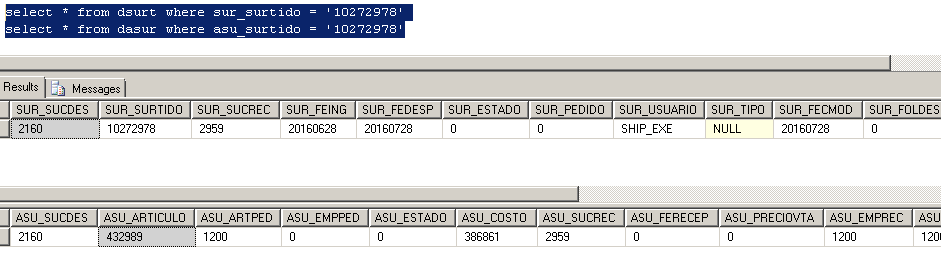 select * from dsurt where sur_surtido = '10272978'
select * from dasur where asu_surtido = '10272978'
Results Messages
SUR_SUCDES SUR_SURTIDO SUR_SUCREC SUR_FEING SUR_FEDESP SUR_ESTADO SUR_PEDIDO SUR_USUARIO SUR_TIPO SUR_FECMOD SUR_FOLDES
2160 10272978 2959 20160628 20160728 0 0 SHIP_EXE NULL 20160728 0
ASU_SUCDES ASU_ARTICULO ASU_ARTPED ASU_EMPPED ASU_ESTADO ASU_COSTO ASU_SUCREC ASU_FERECEP ASU_PRECIOVTA ASU_EMPREC ASU
2160 432989 1200 0 0 386861 2959 0 0 1200 120